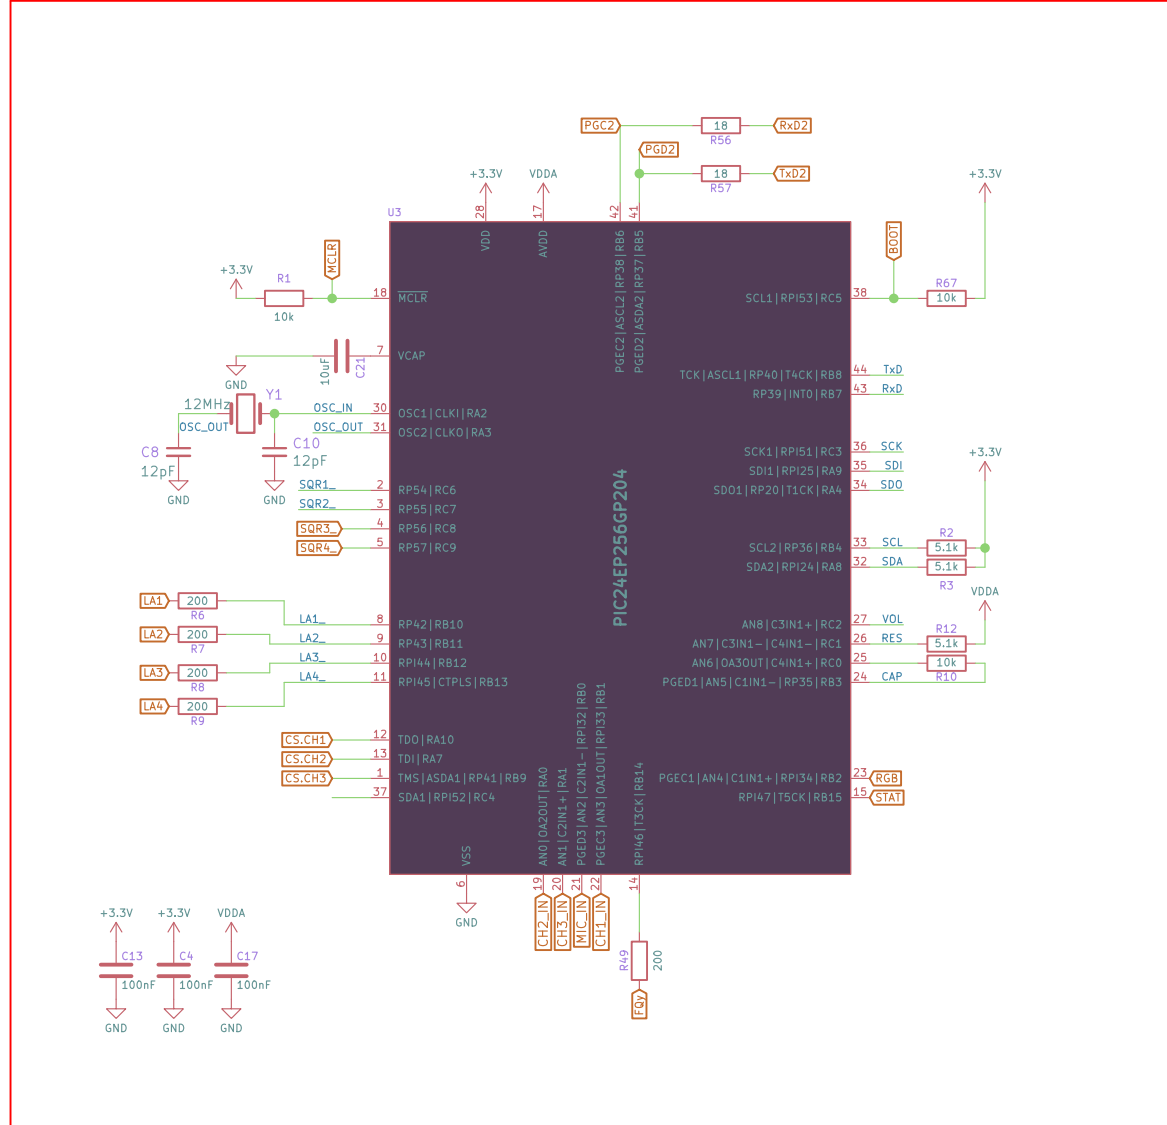 PGC2
18
RxD2
R56
PGD2
+3.3V
VDDA
18
TxD2
R57
+3.3V
U3
28
17
42
41
VDD
AVDD
PGEC2|ASCL2|RP38|RB6
PGED2|ASDA2|RP37|RB5
MCLR
BOOT
+3.3V
R1
10k
18
MCLR
SCL1|RPI53|RC5
38
R67
10k
GND
10uF
C21
7
VCAP
TCK|ASCL1|RP40|T4CK|RB8
44
TxD
RP39|INT0|RB7
43
RxD
12MHz
Y1
OSC_OUT
OSC_IN
30
OSC1|CLKI|RA2
OSC_OUT
31
OSC2|CLKO|RA3
C8
12pF
GND
C10
12pF
GND
SCK1|RPI51|RC3
36
SCK
SDI1|RPI25|RA9
35
SDI
SDO1|RP20|T1CK|RA4
34
SDO
+3.3V
SQR1_
2
RP54|RC6
SQR2_
3
RP55|RC7
SQR3_
4
RP56|RC8
SQR4_
5
RP57|RC9
PIC24EP256GP204
SCL2|RP36|RB4
33
SCL
R2
5.1k
SDA2|RPI24|RA8
32
SDA
5.1k
R3
VDDA
LA1
200
R6
LA1_
8
RP42|RB10
LA2
200
R7
LA2_
9
RP43|RB11
LA3
200
R8
LA3_
10
RPI44|RB12
LA4
200
R9
LA4_
11
RPI45|CTPLS|RB13
AN8|C3IN1+|RC2
27
VOL
AN7|C3IN1-|C4IN1-|RC1
26
RES
R12
5.1k
AN6|OA3OUT|C4IN1+|RC0
25
10k
R10
PGED1|AN5|C1IN1-|RP35|RB3
24
CAP
CS.CH1
12
TDO|RA10
CS.CH2
13
TDI|RA7
CS.CH3
1
TMS|ASDA1|RP41|RB9
37
SDA1|RPI52|RC4
PGEC1|AN4|C1IN1+|RPI34|RB2
23
RGB
RPI47|T5CK|RB15
15
STAT
VSS
AN0|OA2OUT|RA0
AN1|C2IN1+|RA1
PGED3|AN2|C2IN1-|RPI32|RB0
PGEC3|AN3|OA1OUT|RPI33|RB1
RPI46|T3CK|RB14
6
19
20
21
22
14
GND
CH2_IN
CH3_IN
MIC_IN
CH1_IN
R49
200
FQy
+3.3V
+3.3V
VDDA
C13
C4
C17
100nF
100nF
100nF
GND
GND
GND